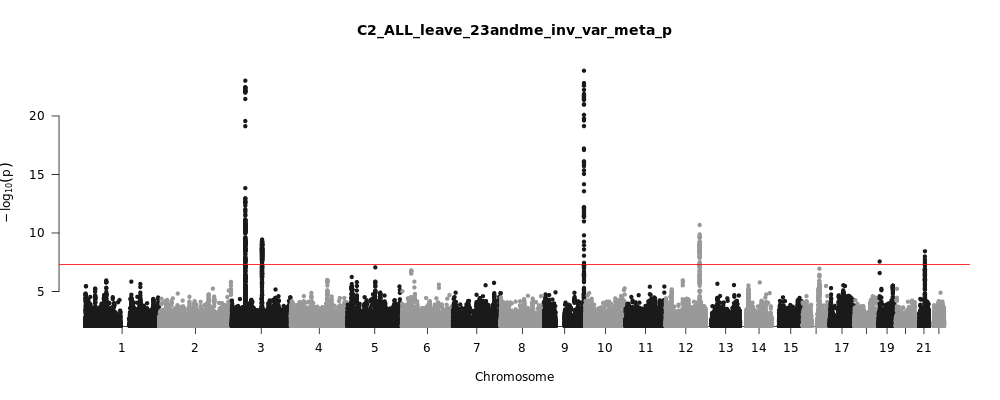 C2_ALL_leave_23andme_inv_var_meta_p
−log10(p)
20
15
10
5
1 2 3 4 5 6 7 8 9 10 11 12 13 14 15 17 19 21
Chromosome